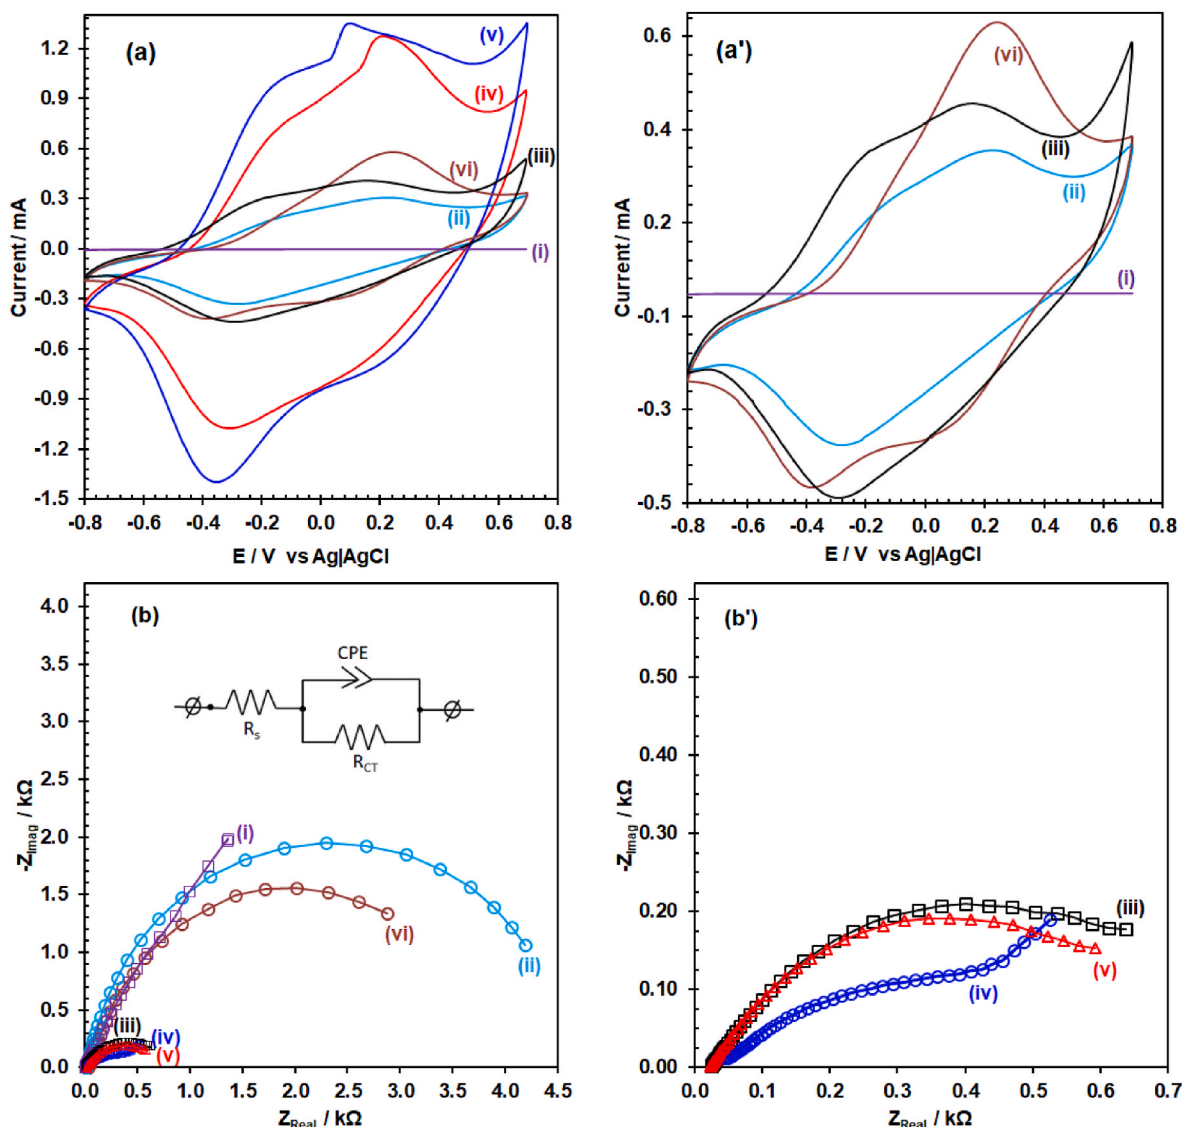 (a)
(v)
(iv)
(iii)
(vi)
(ii)
(i)
1.2
0.9
0.6
0.3
0.0
-0.3
-0.6
-0.9
-1.2
-1.5
Current / mA
-0.8 -0.6 -0.4 -0.2 0.0 0.2 0.4 0.6 0.8
E / V vs Ag|AgCl
(a')
(vi)
(iii)
(ii)
(i)
0.6
0.4
0.2
-0.1
-0.3
-0.5
Current / mA
-0.8 -0.6 -0.4 -0.2 0.0 0.2 0.4 0.6 0.8
E / V vs Ag|AgCl
(b)
CPE
Rs
RCT
(i)
(vi)
(ii)
(iii)
(iv)
(v)
4.0
3.5
3.0
2.5
2.0
1.5
1.0
0.5
0.0
-ZImag / kΩ
0.0 0.5 1.0 1.5 2.0 2.5 3.0 3.5 4.0 4.5
ZReal / kΩ
(b')
(iii)
(v)
(iv)
0.60
0.50
0.40
0.30
0.20
0.10
0.00
-ZImag / kΩ
0.0 0.1 0.2 0.3 0.4 0.5 0.6 0.7
ZReal / kΩ